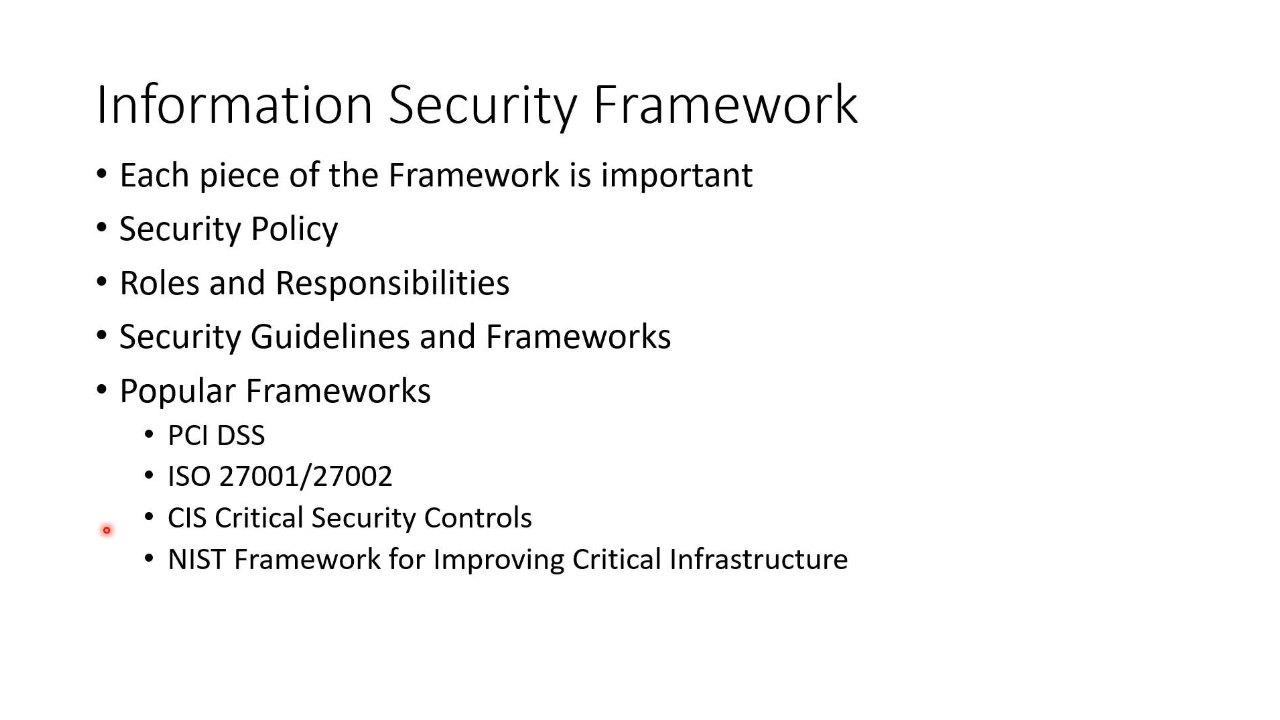 Information Security Framework
• Each piece of the Framework is important
• Security Policy
• Roles and Responsibilities
• Security Guidelines and Frameworks
• Popular Frameworks
• PCI DSS
• ISO 27001/27002
• CIS Critical Security Controls
• NIST Framework for Improving Critical Infrastructure